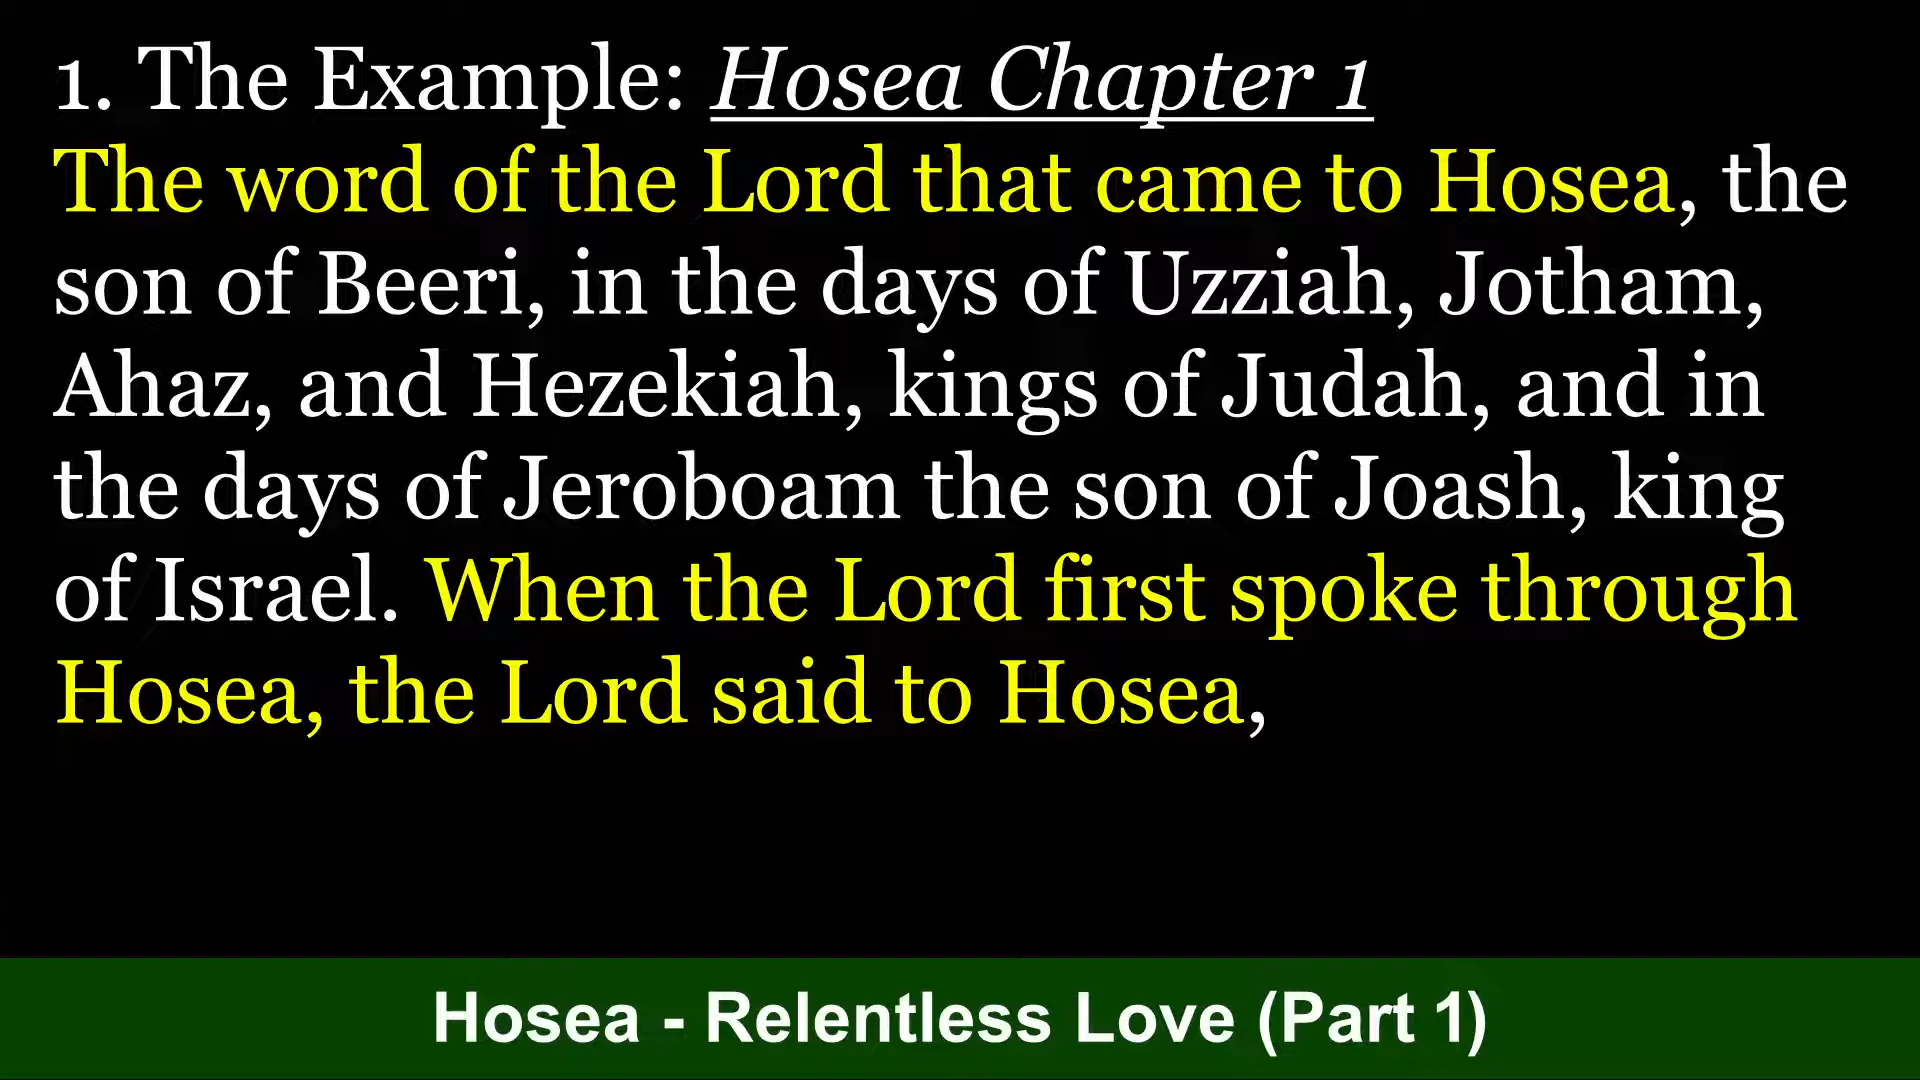 1. The Example: Hosea Chapter 1
The word of the Lord that came to Hosea, the
son of Beeri, in the days of Uzziah, Jotham,
Ahaz, and Hezekiah, kings of Judah, and in
the days of Jeroboam the son of Joash, king
of Israel. When the Lord first spoke through
Hosea, the Lord said to Hosea,
Hosea - Relentless Love (Part 1)